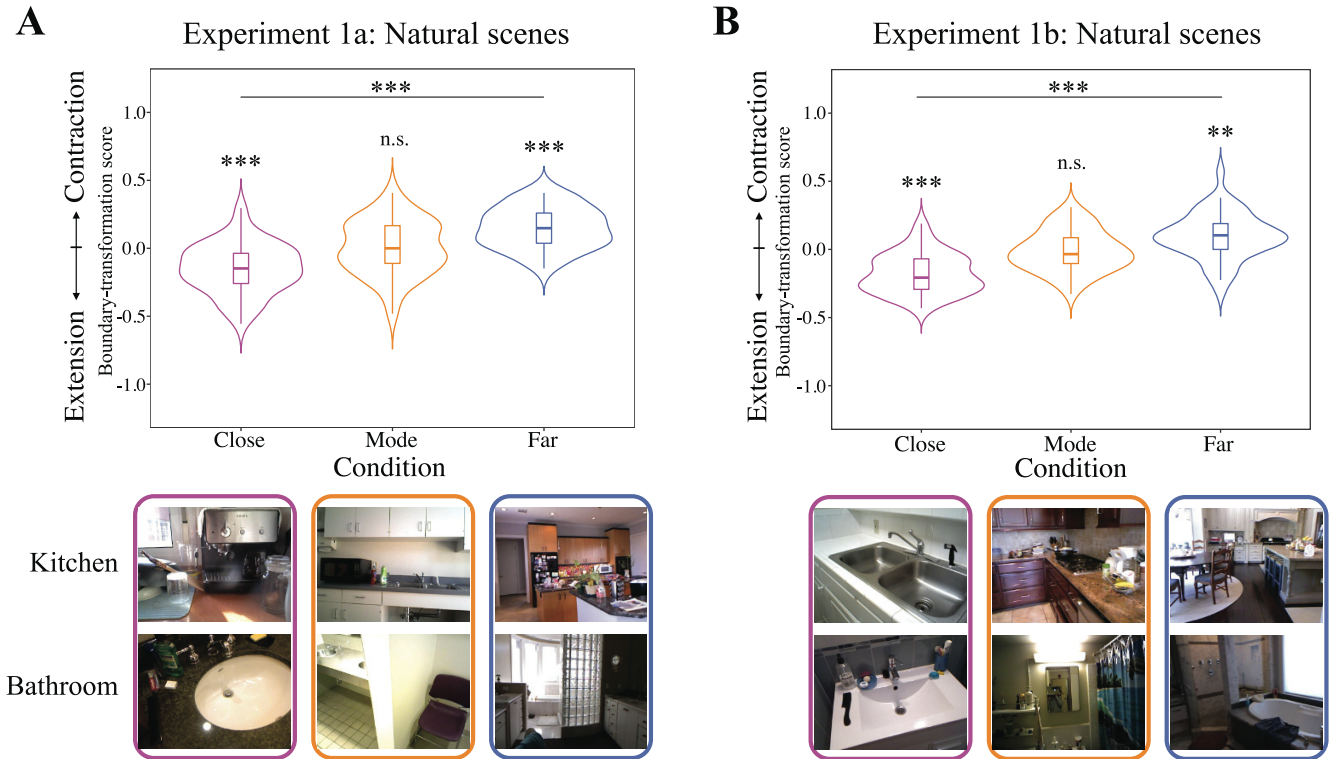 A
Experiment 1a: Natural scenes
Extension
Contraction
Boundary-transformation score
1.0
0.5
0.0
-0.5
-1.0
***
***
n.s.
***
Close
Mode
Far
Condition
B
Experiment 1b: Natural scenes
Extension
Contraction
Boundary-transformation score
1.0
0.5
0.0
-0.5
-1.0
***
***
n.s.
**
Close
Mode
Far
Condition
Kitchen
Bathroom